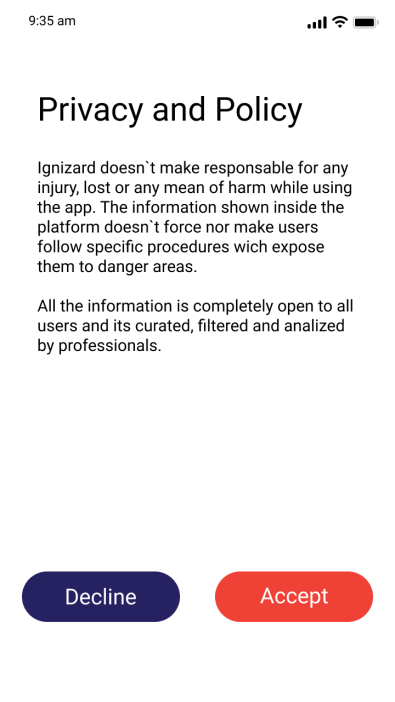 9:35 am
Privacy and Policy
Ignizard doesn`t make responsable for any
injury, lost or any mean of harm while using
the app. The information shown inside the
platform doesn`t force nor make users
follow specific procedures wich expose
them to danger areas.
All the information is completely open to all
users and its curated, filtered and analized
by professionals.
Decline
Accept